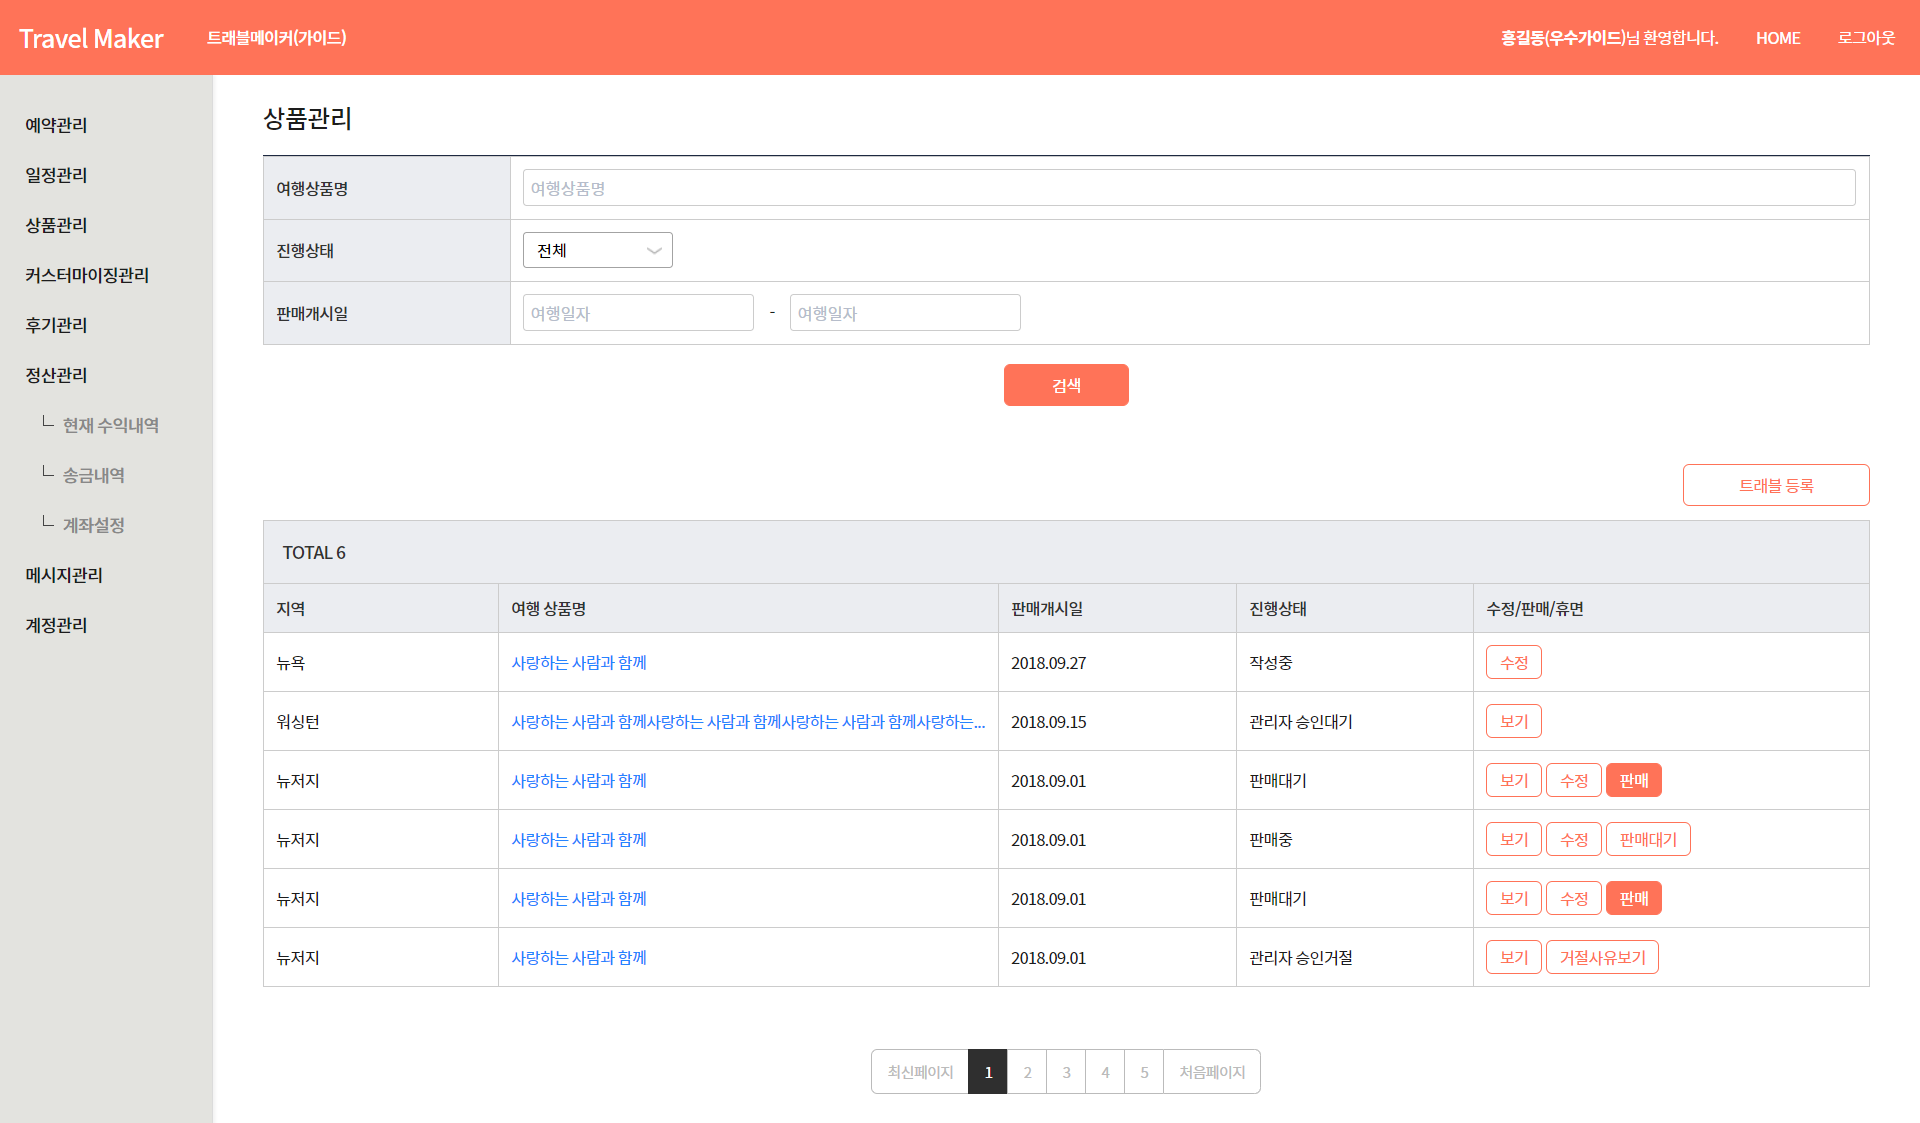 Travel Maker 트래블메이커(가이드) 홍길동(우수가이드)님 환영합니다. HOME 로그아웃
예약관리
일정관리
상품관리
커스터마이징관리
후기관리
정산관리
현재 수익내역
송금내역
계좌설정
메시지관리
계정관리
상품관리
여행상품명 여행상품명
진행상태 전체
판매개시일 여행일자 - 여행일자
검색
트래블 등록
TOTAL 6
지역 여행 상품명 판매개시일 진행상태 수정/판매/휴면
뉴욕 사랑하는 사람과 함께 2018.09.27 작성중 수정
워싱턴 사랑하는 사람과 함께사랑하는 사람과 함께사랑하는 사람과 함께사랑하는... 2018.09.15 관리자 승인대기 보기
뉴저지 사랑하는 사람과 함께 2018.09.01 판매대기 보기 수정 판매
뉴저지 사랑하는 사람과 함께 2018.09.01 판매중 보기 수정 판매대기
뉴저지 사랑하는 사람과 함께 2018.09.01 판매대기 보기 수정 판매
뉴저지 사랑하는 사람과 함께 2018.09.01 관리자 승인거절 보기 거절사유보기
최신페이지 1 2 3 4 5 처음페이지